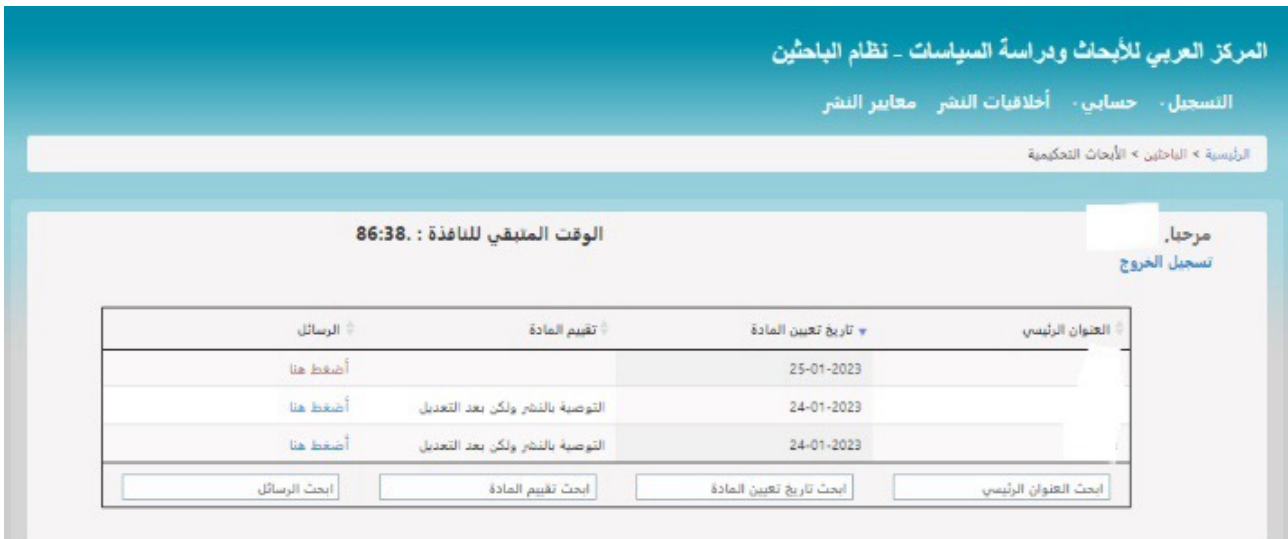 المركز العربي للأبحاث ودراسة السياسات - نظام الباحثين
التسجيل حسابي أخلاقيات النشر معايير النشر
الرئيسية > الباحثين > الأبحاث التحكيمية
مرحبا, الوقت المتبقي للنافذة : .86:38
تسجيل الخروج
العنوان الرئيسي تاريخ تعيين المادة تقييم المادة الرسائل
25-01-2023 أضغط هنا
24-01-2023 التوصية بالنشر ولكن بعد التعديل أضغط هنا
24-01-2023 التوصية بالنشر ولكن بعد التعديل أضغط هنا
ابحث العنوان الرئيسي ابحث تاريخ تعيين المادة ابحث تقييم المادة ابحث الرسائل